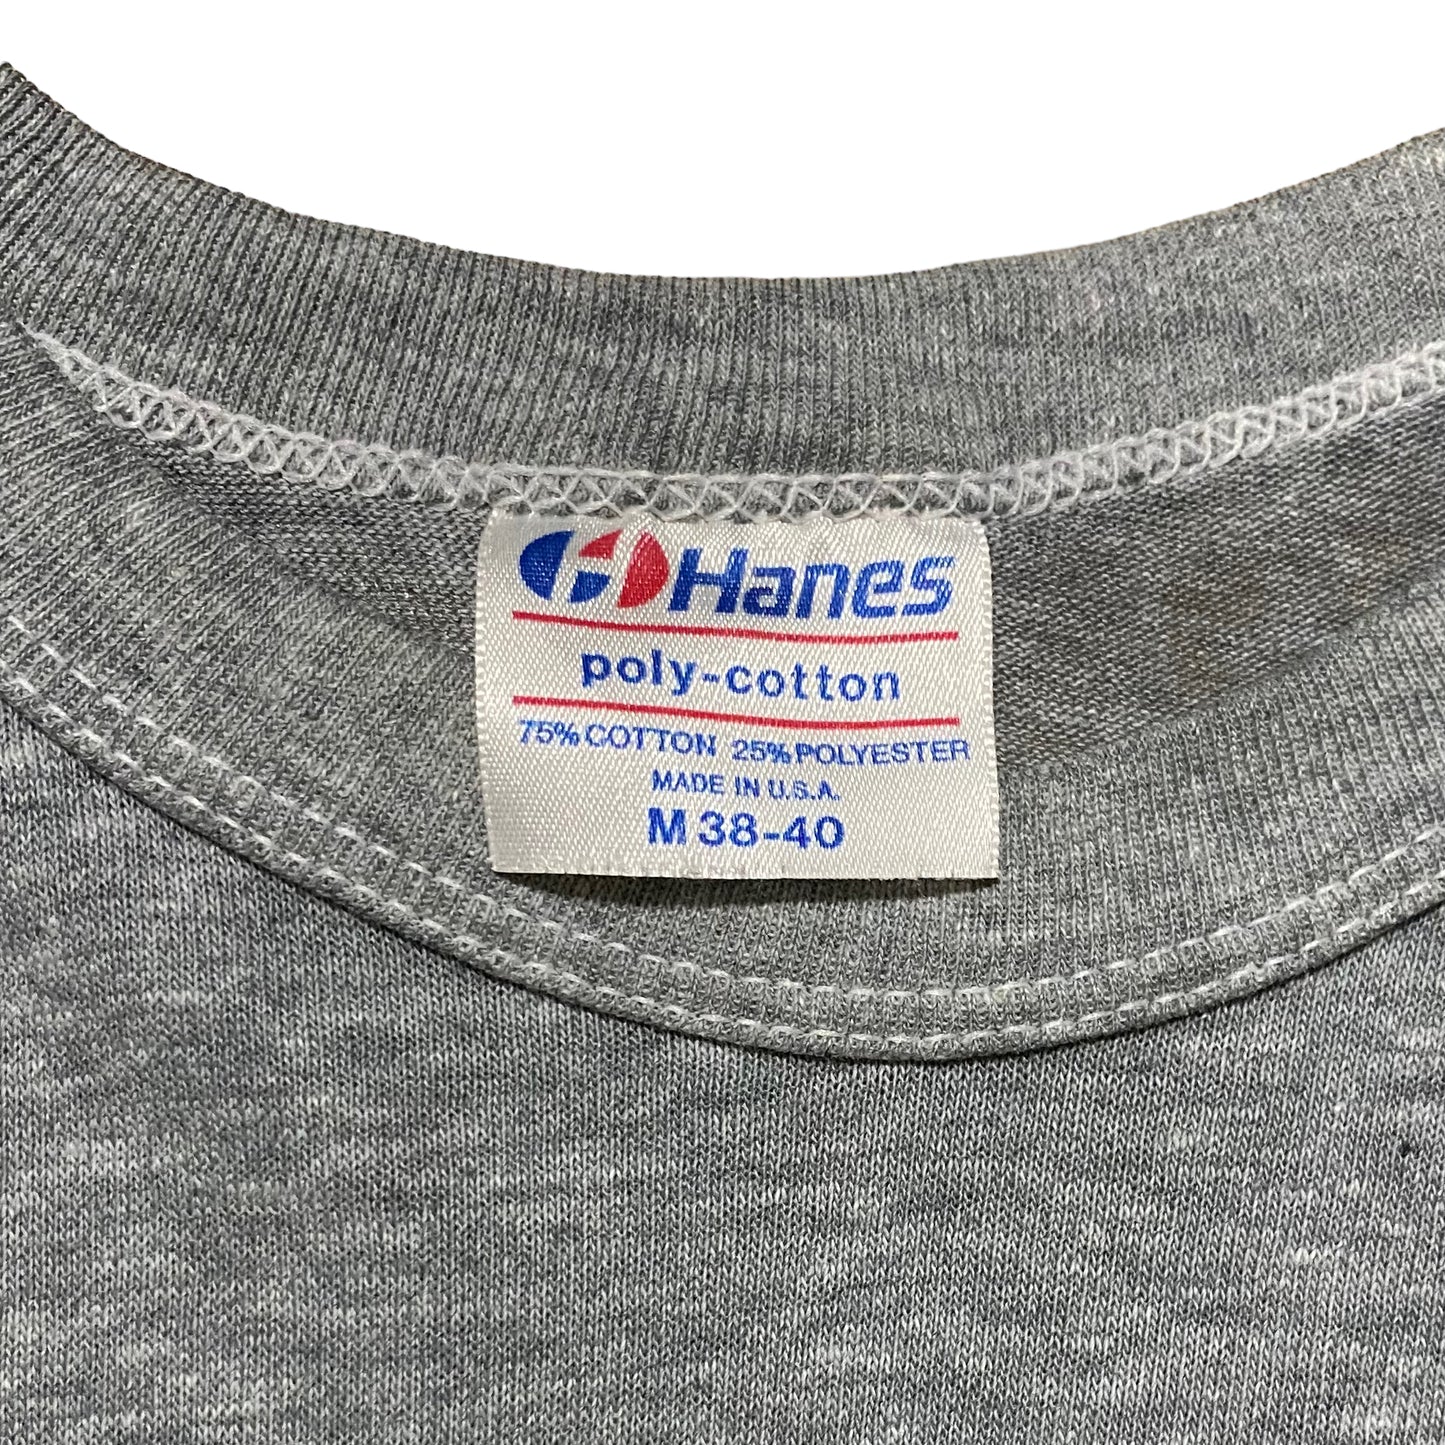 Hanes
poly-cotton
75% COTTON 25% POLYESTER
MADE IN U.S.A.
M 38-40